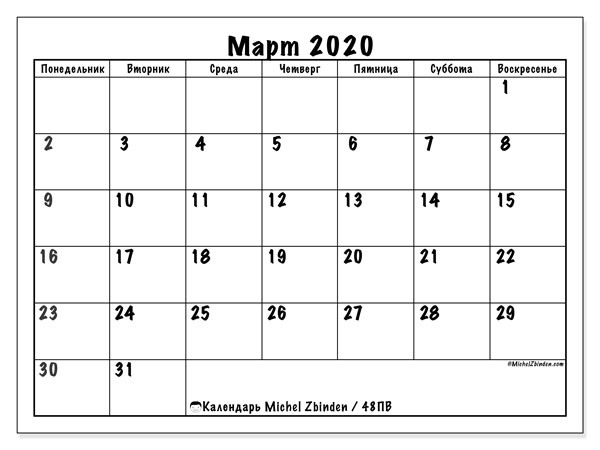 Март 2020
Понедельник Вторник Среда Четверг Пятница Суббота Воскресенье
1
2 3 4 5 6 7 8
9 10 11 12 13 14 15
16 17 18 19 20 21 22
23 24 25 26 27 28 29
30 31
©MichelZbinden.com
Календарь Michel Zbinden / 48ПВ